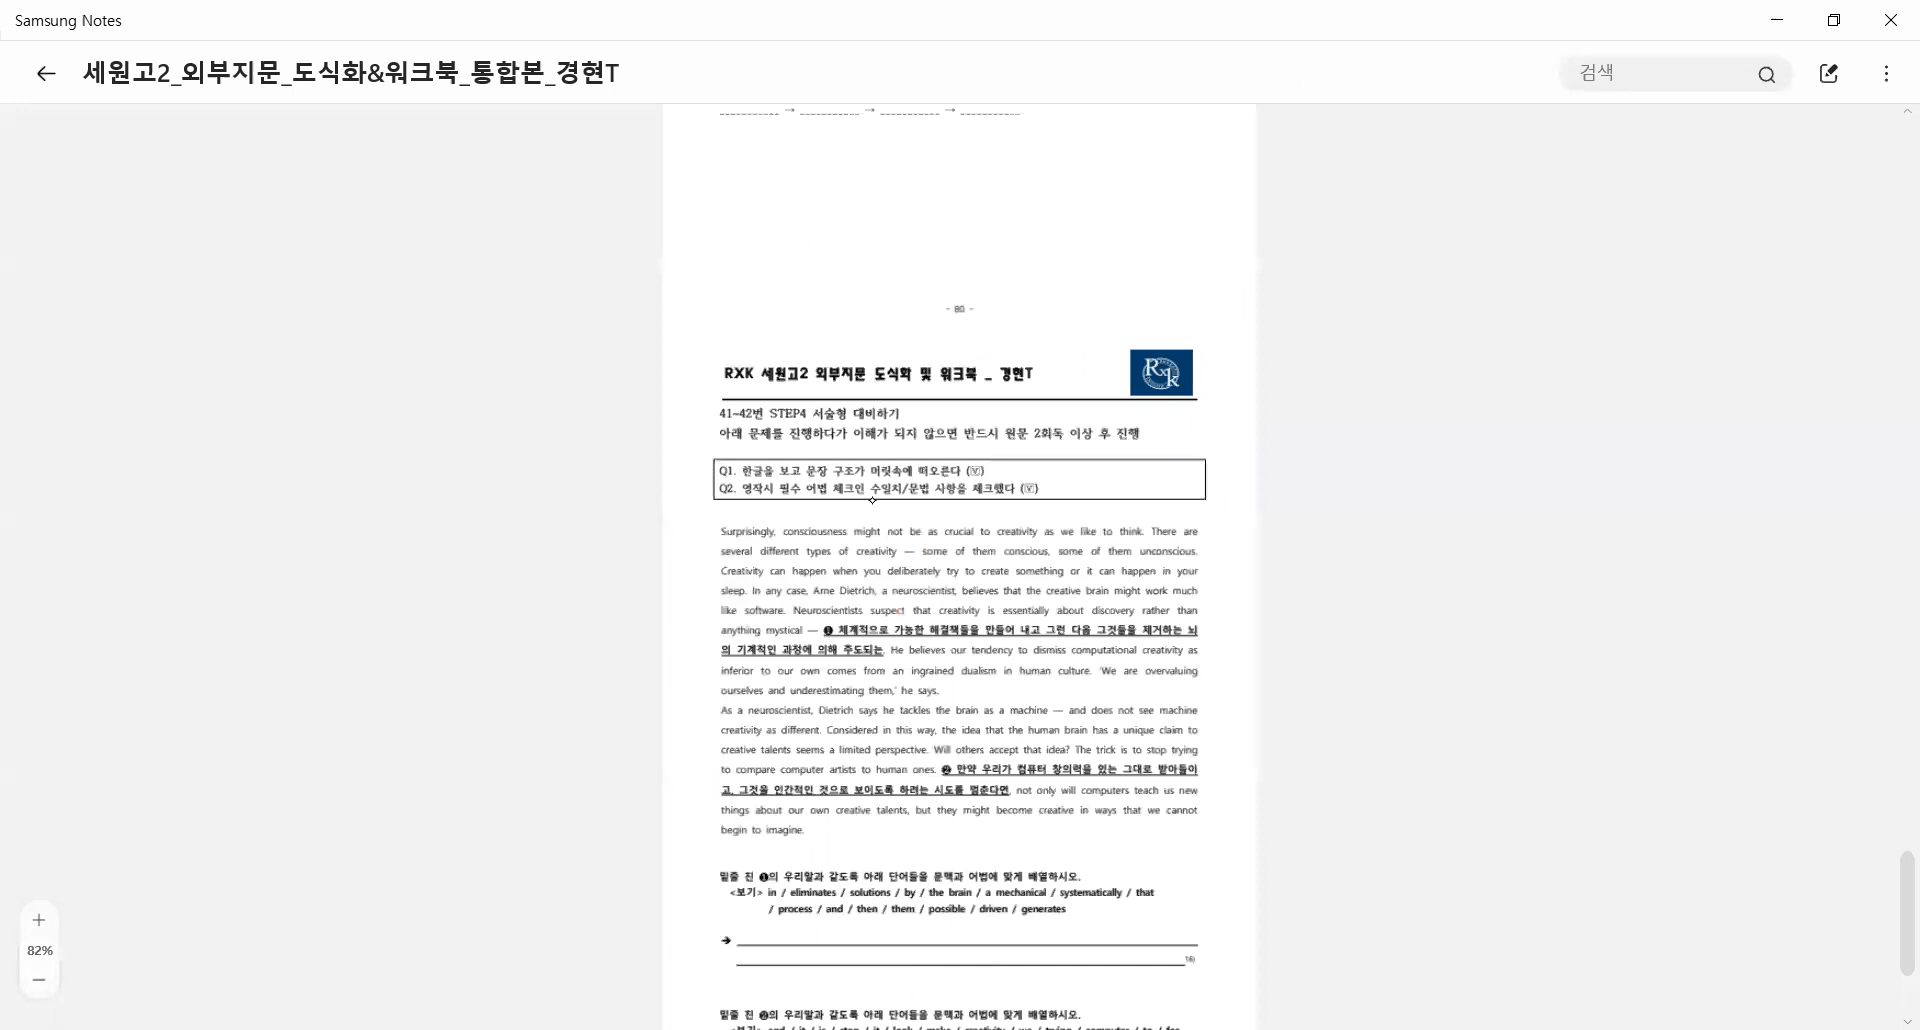 Samsung Notes
세원고2_외부지문_도식화&워크북_통합본_경현T
검색
- 80 -
RXK 세원고2 외부지문 도식화 및 워크북 _ 경현T
RXK
41~42번 STEP4 서술형 대비하기
아래 문제를 진행하다가 이해가 되지 않으면 반드시 원문 2회독 이상 후 진행
Q1. 한글을 보고 문장 구조가 머릿속에 떠오른다 (☑)
Q2. 영작시 필수 어법 체크인 수일치/문법 사항을 체크했다 (☑)
Surprisingly, consciousness might not be as crucial to creativity as we like to think. There are
several different types of creativity — some of them conscious, some of them unconscious.
Creativity can happen when you deliberately try to create something or it can happen in your
sleep. In any case, Arne Dietrich, a neuroscientist, believes that the creative brain might work much
like software. Neuroscientists suspect that creativity is essentially about discovery rather than
anything mystical — ❶ 체계적으로 가능한 해결책들을 만들어 내고 그런 다음 그것들을 제거하는 뇌
의 기계적인 과정에 의해 주도되는. He believes our tendency to dismiss computational creativity as
inferior to our own comes from an ingrained dualism in human culture. 'We are overvaluing
ourselves and underestimating them,' he says.
As a neuroscientist, Dietrich says he tackles the brain as a machine — and does not see machine
creativity as different. Considered in this way, the idea that the human brain has a unique claim to
creative talents seems a limited perspective. Will others accept that idea? The trick is to stop trying
to compare computer artists to human ones. ❷ 만약 우리가 컴퓨터 창의력을 있는 그대로 받아들이
고, 그것을 인간적인 것으로 보이도록 하려는 시도를 멈춘다면, not only will computers teach us new
things about our own creative talents, but they might become creative in ways that we cannot
begin to imagine.
밑줄 친 ❶의 우리말과 같도록 아래 단어들을 문맥과 어법에 맞게 배열하시오.
<보기> in / eliminates / solutions / by / the brain / a mechanical / systematically / that
/ process / and / then / them / possible / driven / generates
➔
16)
밑줄 친 ❷의 우리말과 같도록 아래 단어들을 문맥과 어법에 맞게 배열하시오.
82%